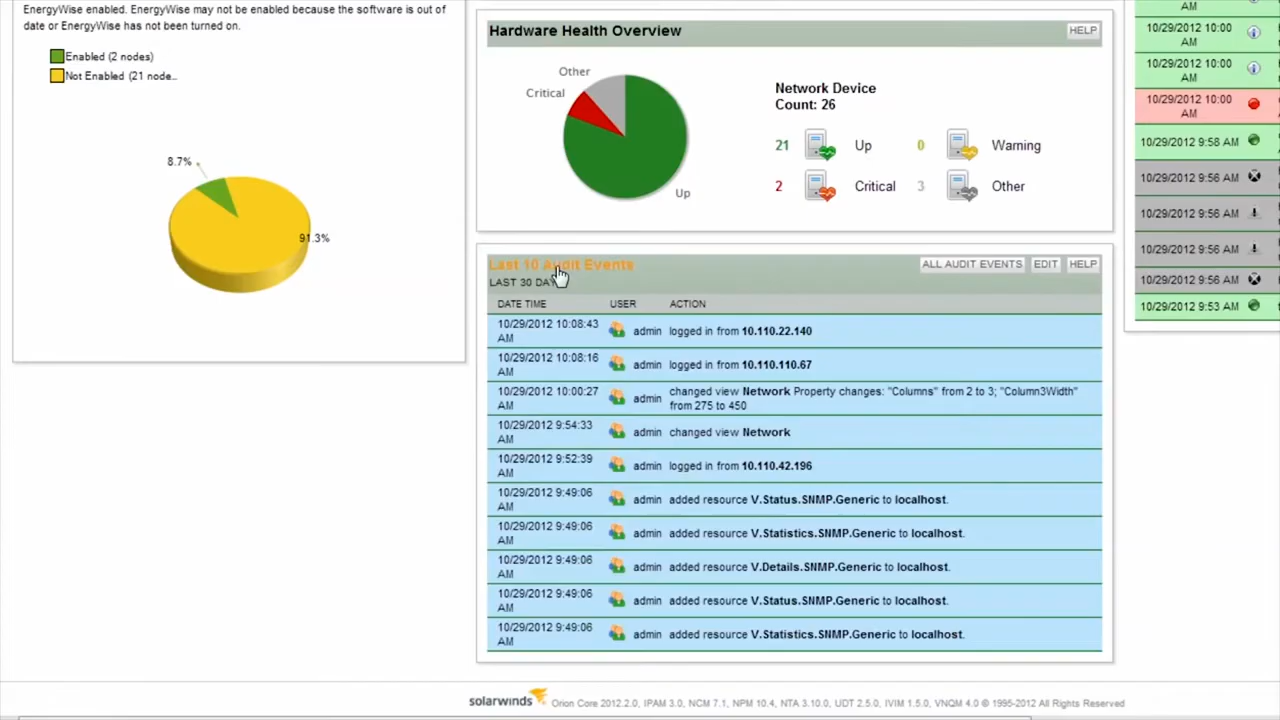 EnergyWise enabled. EnergyWise may not be enabled because the software is out of
date or EnergyWise has not been turned on.
Enabled (2 nodes)
Not Enabled (21 node...
8.7%
91.3%
Hardware Health Overview
HELP
Other
Critical
Up
Network Device
Count: 26
21 Up 0 Warning
2 Critical 3 Other
Last 10 Audit Events
ALL AUDIT EVENTS EDIT HELP
LAST 30 DAY
DATE TIME USER ACTION
10/29/2012 10:08:43 AM admin logged in from 10.110.22.140
10/29/2012 10:08:16 AM admin logged in from 10.110.110.67
10/29/2012 10:00:27 AM admin changed view Network Property changes: "Columns" from 2 to 3; "Column3Width"
from 275 to 450
10/29/2012 9:54:33 AM admin changed view Network
10/29/2012 9:52:39 AM admin logged in from 10.110.42.196
10/29/2012 9:49:06 AM admin added resource V.Status.SNMP.Generic to localhost.
10/29/2012 9:49:06 AM admin added resource V.Statistics.SNMP.Generic to localhost.
10/29/2012 9:49:06 AM admin added resource V.Details.SNMP.Generic to localhost.
10/29/2012 9:49:06 AM admin added resource V.Status.SNMP.Generic to localhost.
10/29/2012 9:49:06 AM admin added resource V.Statistics.SNMP.Generic to localhost.
AM
10/29/2012 10:00
AM
10/29/2012 10:00
AM
10/29/2012 10:00
AM
10/29/2012 9:58 AM
10/29/2012 9:56 AM
10/29/2012 9:56 AM
10/29/2012 9:56 AM
10/29/2012 9:56 AM
10/29/2012 9:53 AM
solarwinds Orion Core 2012.2.0, IPAM 3.0, NCM 7.1, NPM 10.4, NTA 3.10.0, UDT 2.5.0, IVIM 1.5.0, VNQM 4.0 © 1995-2012 All Rights Reserved